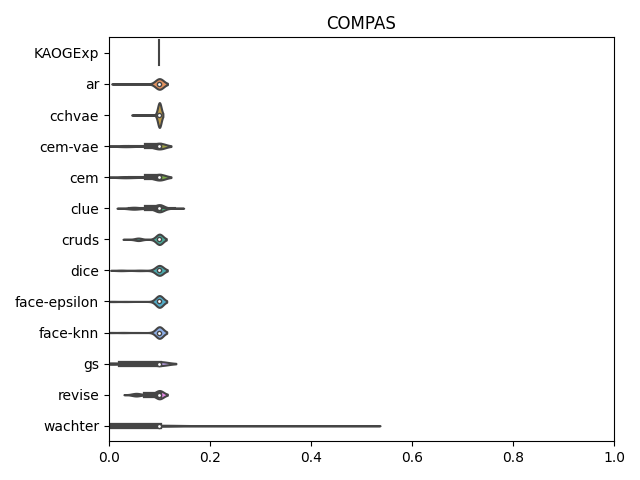 COMPAS
KAOGExp
ar
cchvae
cem-vae
cem
clue
cruds
dice
face-epsilon
face-knn
gs
revise
wachter
0.0 0.2 0.4 0.6 0.8 1.0